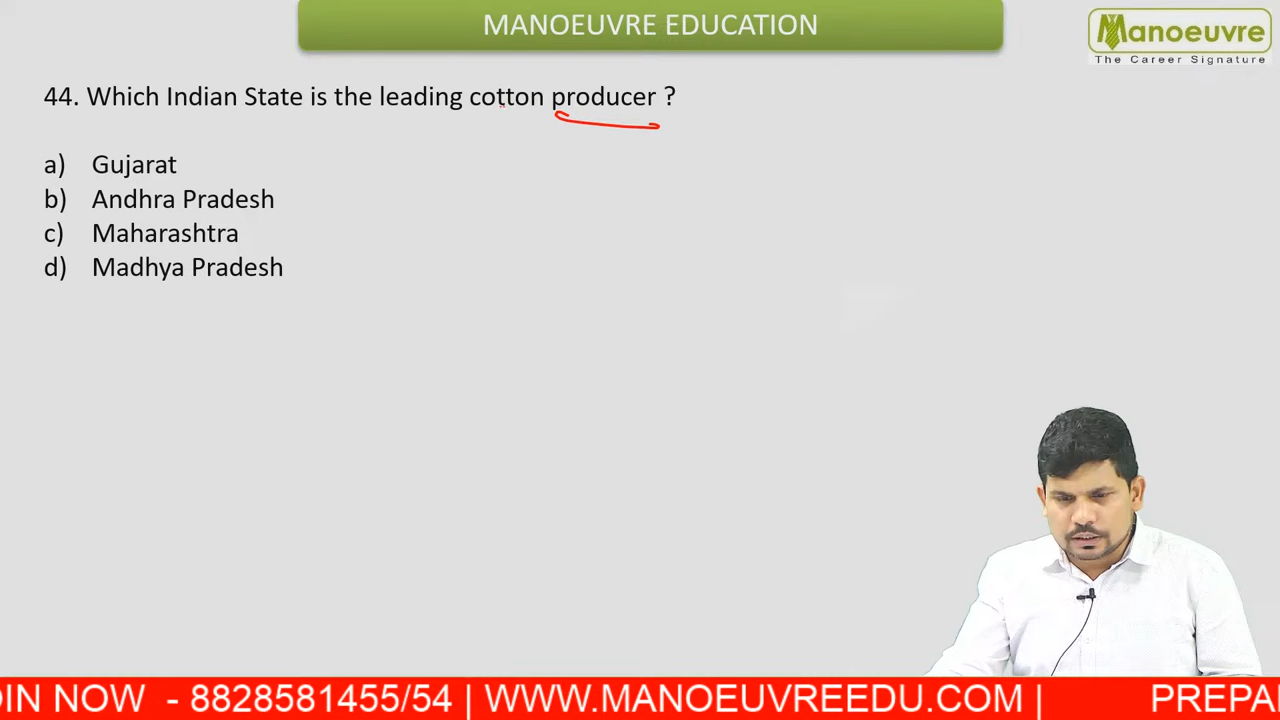 MANOEUVRE EDUCATION
Manoeuvre
The Career Signature
44. Which Indian State is the leading cotton producer ?
a) Gujarat
b) Andhra Pradesh
c) Maharashtra
d) Madhya Pradesh
OIN NOW - 8828581455/54 | WWW.MANOEUVREEDU.COM | PREPA